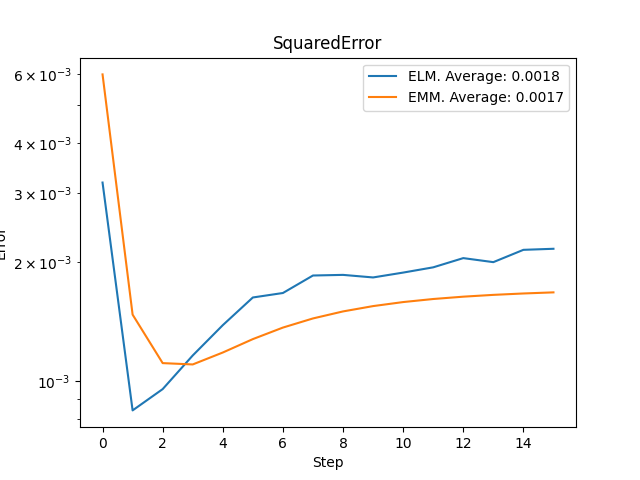 SquaredError
ELM. Average: 0.0018
EMM. Average: 0.0017
6 × 10⁻³
4 × 10⁻³
3 × 10⁻³
2 × 10⁻³
10⁻³
Error
0 2 4 6 8 10 12 14
Step